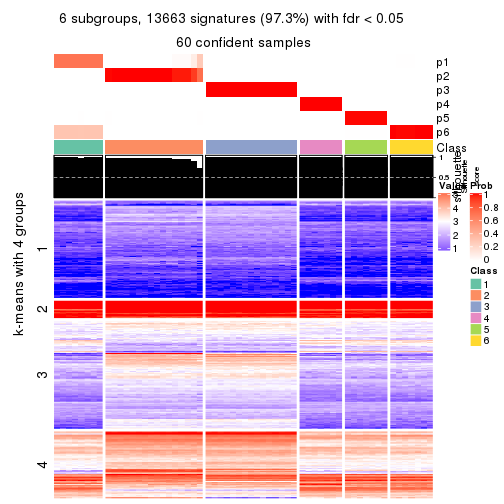 6 subgroups, 13663 signatures (97.3%) with fdr < 0.05
60 confident samples
p1
p2
p3
p4
p5
p6
Class
1
0.5
Silhouette
score
Value
4
3
2
1
Prob
1
0.8
0.6
0.4
0.2
0
Class
1
2
3
4
5
6
k-means with 4 groups
1
2
3
4